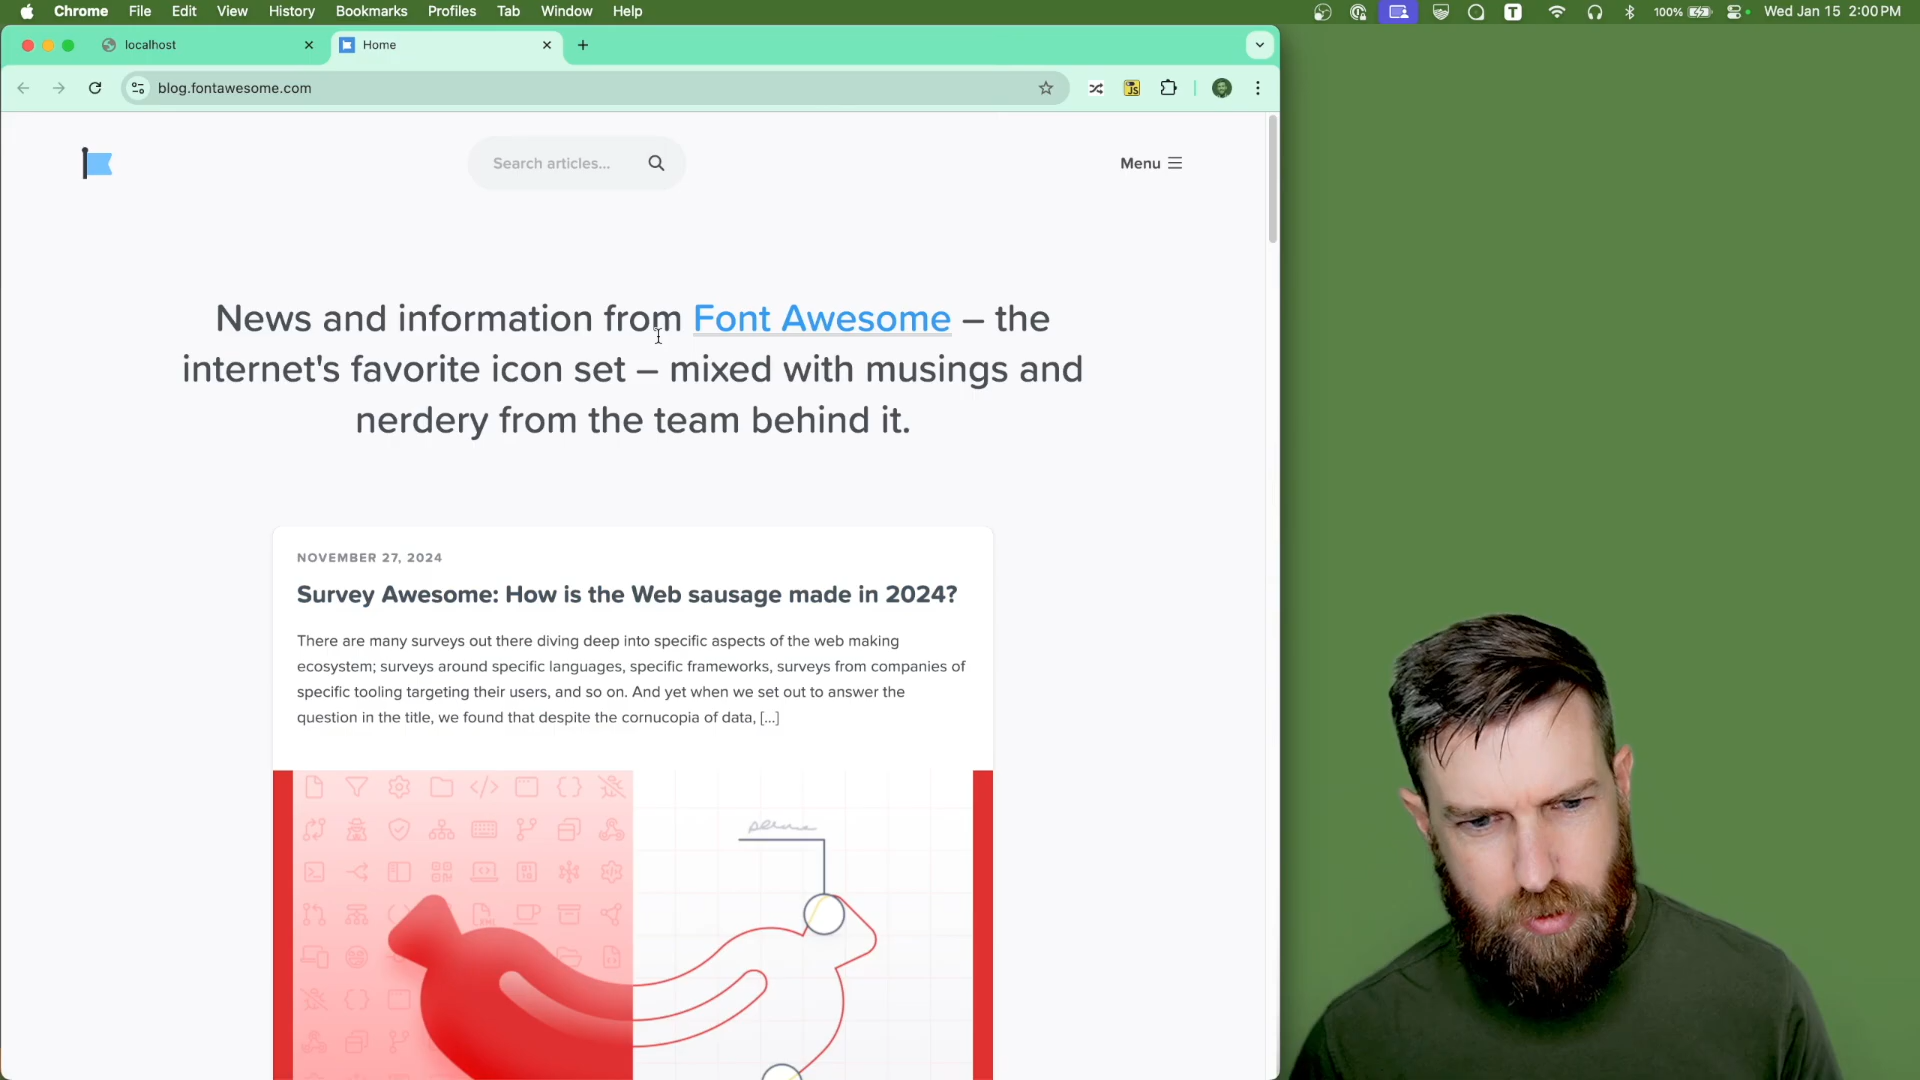 Chrome File Edit View History Bookmarks Profiles Tab Window Help
T 100% Wed Jan 15 2:00 PM
localhost Home
blog.fontawesome.com
JS
Search articles...
Menu
News and information from Font Awesome – the
internet's favorite icon set – mixed with musings and
nerdery from the team behind it.
NOVEMBER 27, 2024
Survey Awesome: How is the Web sausage made in 2024?
There are many surveys out there diving deep into specific aspects of the web making
ecosystem; surveys around specific languages, specific frameworks, surveys from companies of
specific tooling targeting their users, and so on. And yet when we set out to answer the
question in the title, we found that despite the cornucopia of data, [...]